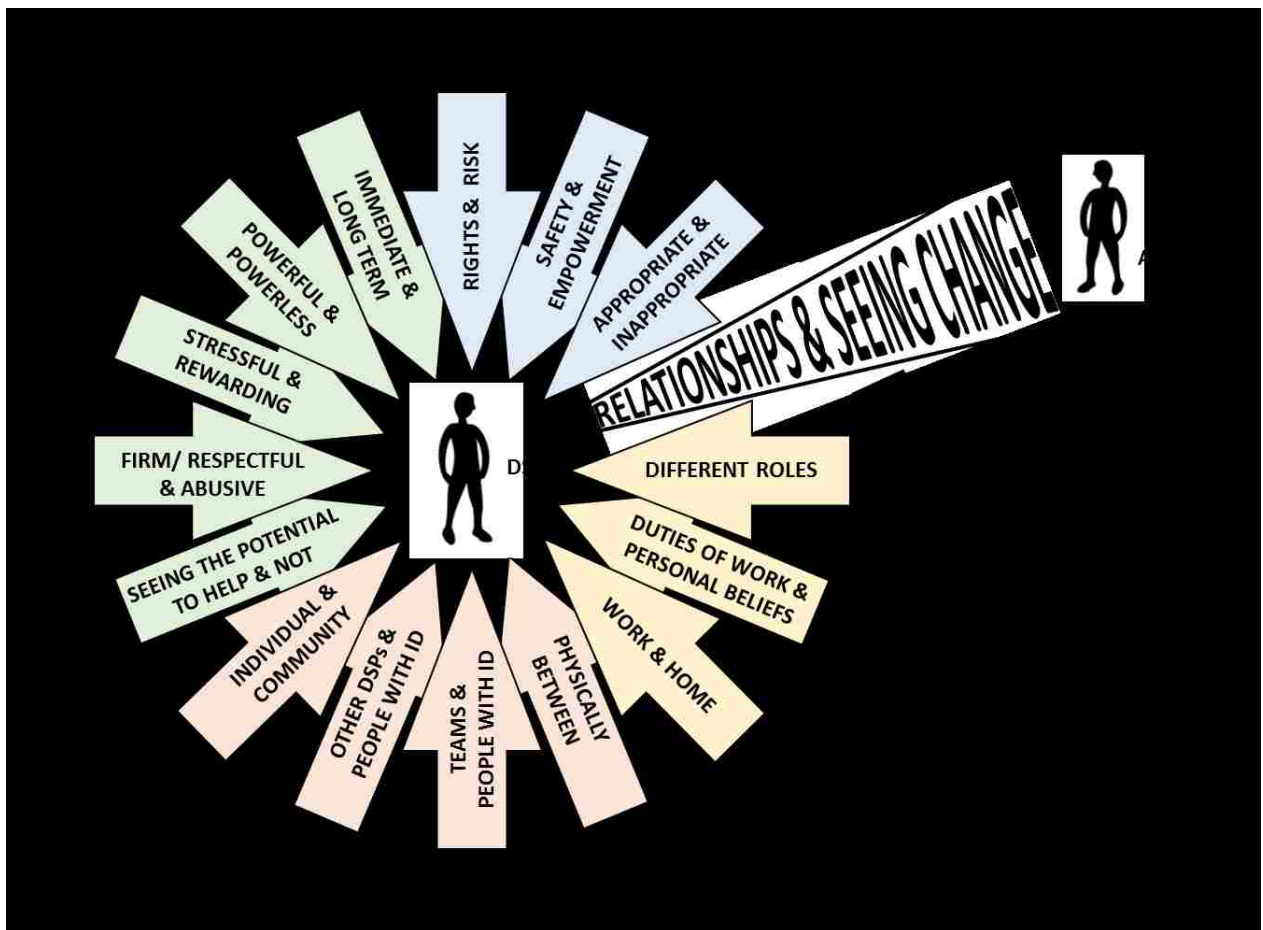 RIGHTS & RISK
SAFETY &
EMPOWERMENT
APPROPRIATE &
INAPPROPRIATE
RELATIONSHIPS & SEEING CHANGE
DIFFERENT ROLES
DUTIES OF WORK &
PERSONAL BELIEFS
WORK & HOME
PHYSICALLY
BETWEEN
TEAMS &
PEOPLE WITH ID
OTHER DSPs &
PEOPLE WITH ID
INDIVIDUAL &
COMMUNITY
SEEING THE POTENTIAL
TO HELP & NOT
FIRM/ RESPECTFUL
& ABUSIVE
STRESSFUL &
REWARDING
POWERFUL &
POWERLESS
IMMEDIATE &
LONG TERM